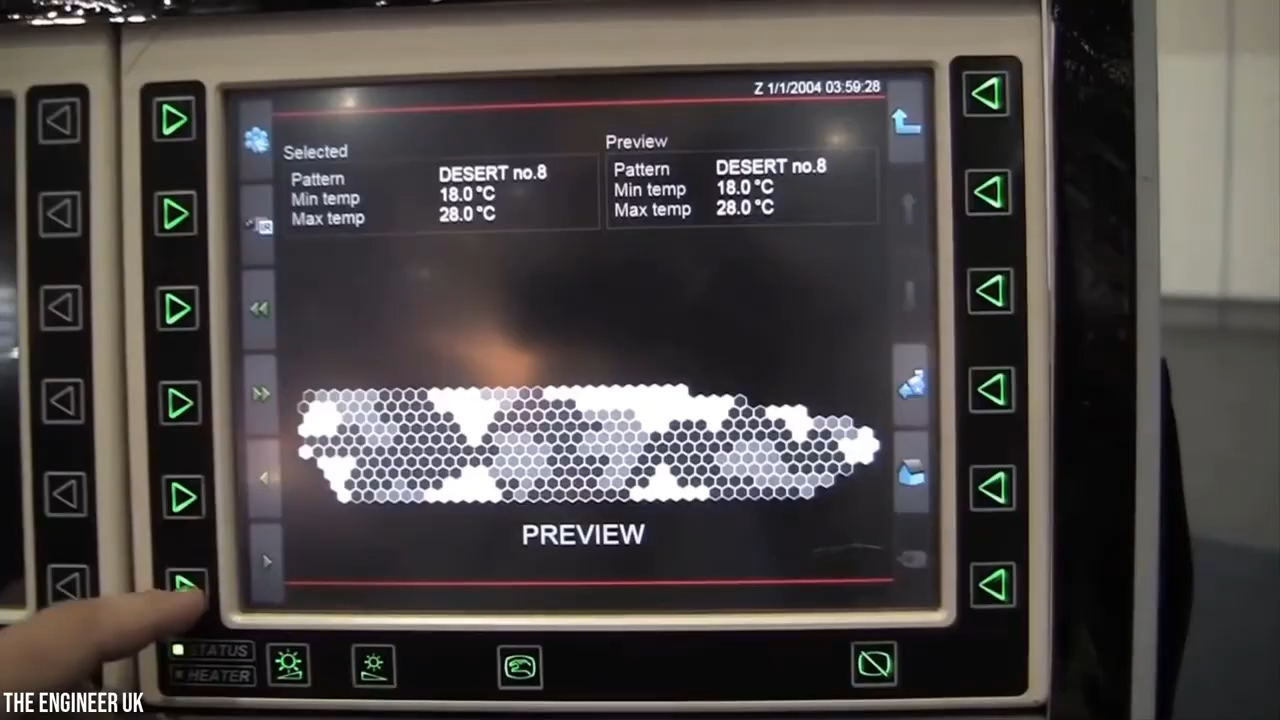 Z 1/1/2004 03:59:28
Selected
Pattern DESERT no.8
Min temp 18.0 °C
Max temp 28.0 °C
Preview
Pattern DESERT no.8
Min temp 18.0 °C
Max temp 28.0 °C
IR
PREVIEW
STATUS
HEATER
THE ENGINEER UK